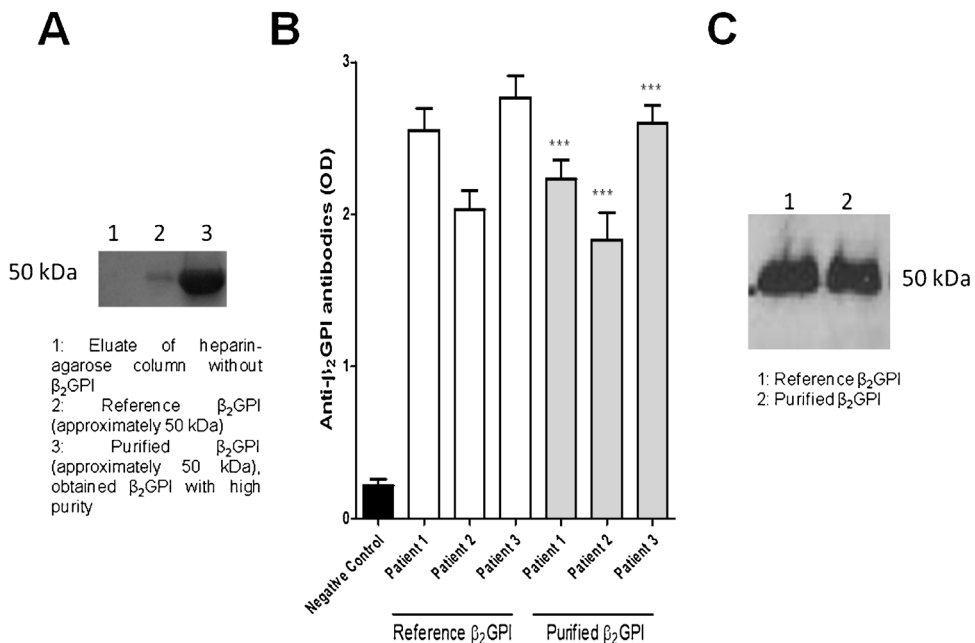 A
1 2 3
50 kDa
1: Eluate of heparin-
agarose column without
β₂GPI
2: Reference β₂GPI
(approximately 50 kDa)
3: Purified β₂GPI
(approximately 50 kDa),
obtained β₂GPI with high
purity
B
Anti-β₂GPI antibodics (OD)
3
2
1
0
***
***
***
Negative Control
Patient 1
Patient 2
Patient 3
Patient 1
Patient 2
Patient 3
Reference β₂GPI
Purified β₂GPI
C
1 2
50 kDa
1: Reference β₂GPI
2: Purified β₂GPI